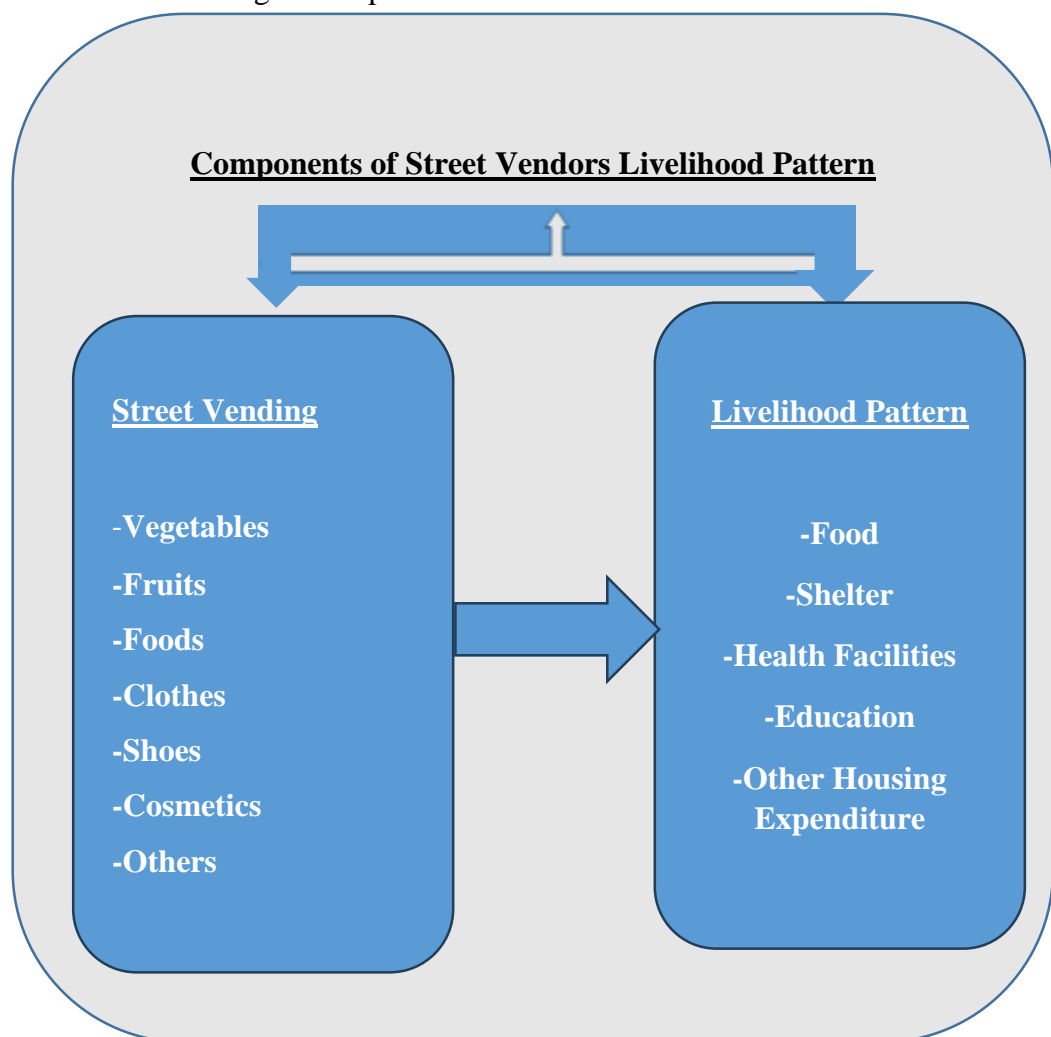 Components of Street Vendors Livelihood Pattern
Street Vending
-Vegetables
-Fruits
-Foods
-Clothes
-Shoes
-Cosmetics
-Others
Livelihood Pattern
-Food
-Shelter
-Health Facilities
-Education
-Other Housing
Expenditure